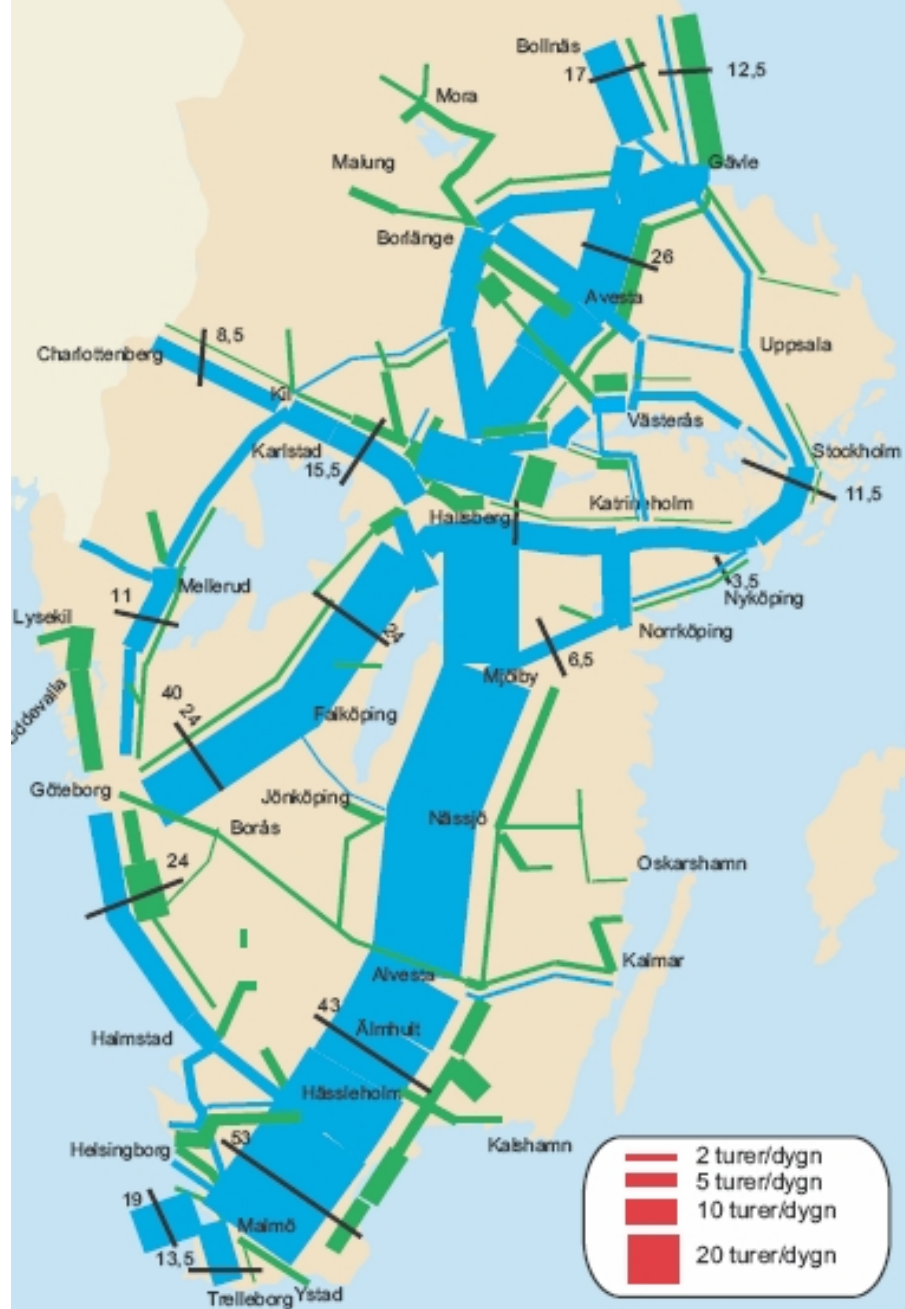 Bollnäs
17
12,5
Mora
Malung
Gävle
Borlänge
26
Avesta
8,5
Charlottenberg
Uppsala
Kil
Västerås
Karlstad
15,5
Stockholm
11,5
Katrineholm
Hallsberg
Mellerud
3,5
Nyköping
11
Lysekil
24
Norrköping
6,5
Mjölby
Uddevalla
40
24
Falköping
Göteborg
Jönköping
Nässjö
Borås
24
Oskarshamn
Kalmar
Alvesta
43
Älmhult
Halmstad
Hässleholm
Kalshamn
53
Helsingborg
19
Malmö
13,5
Trelleborg
Ystad
2 turer/dygn
5 turer/dygn
10 turer/dygn
20 turer/dygn